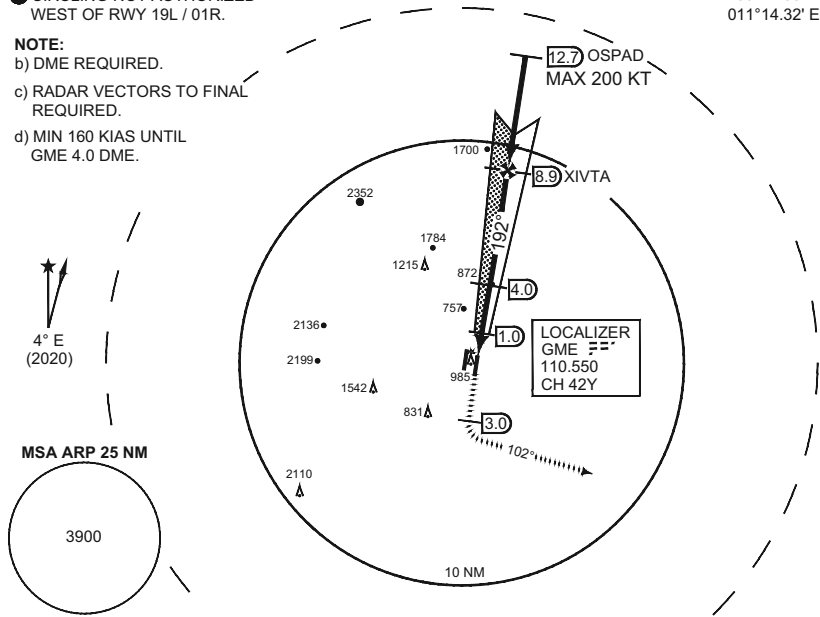 WEST OF RWY 19L / 01R.
011°14.32' E
NOTE:
b) DME REQUIRED.
c) RADAR VECTORS TO FINAL
REQUIRED.
d) MIN 160 KIAS UNTIL
GME 4.0 DME.
12.7 OSPAD
MAX 200 KT
1700
8.9 XIVTA
2352
192°
1784
1215
872
4.0
757
2136
1.0
4° E
(2020)
LOCALIZER
GME
110.550
CH 42Y
2199
985
1542
831
3.0
102°
MSA ARP 25 NM
3900
2110
10 NM